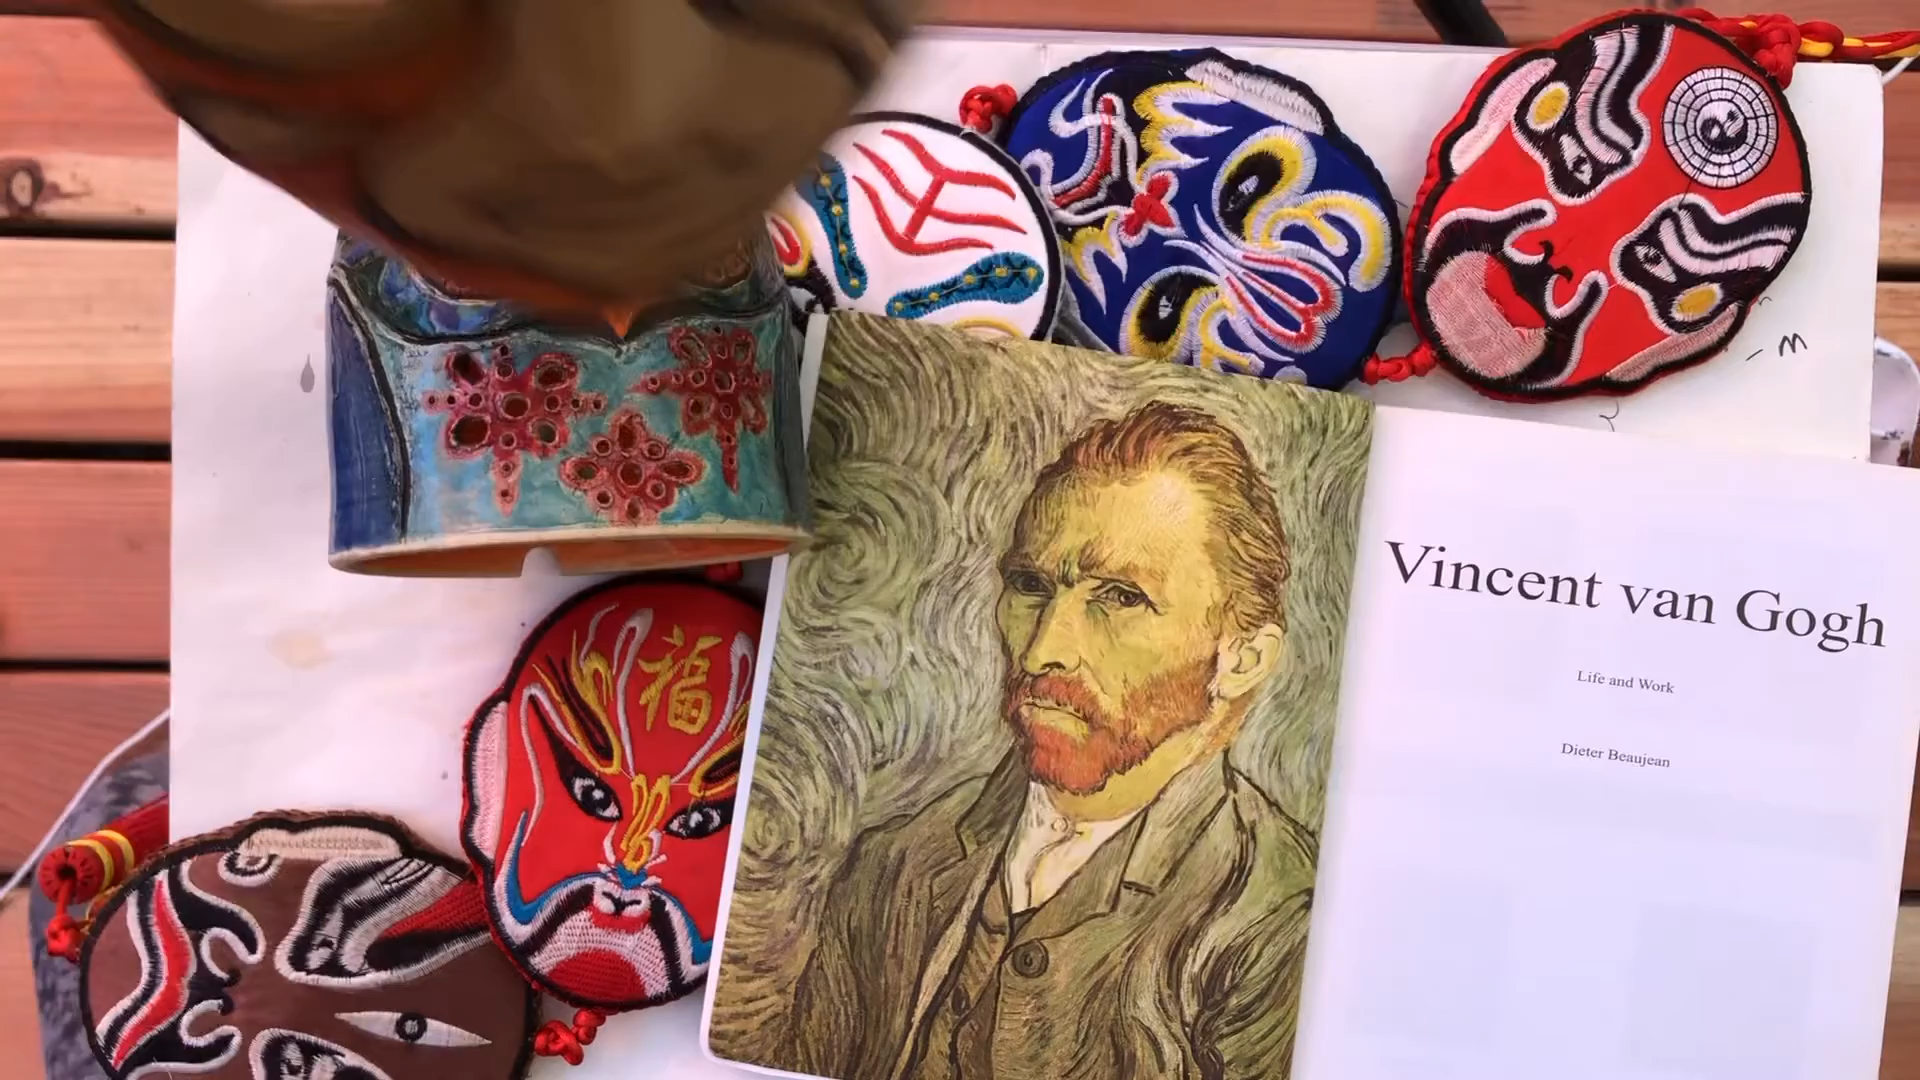 M
福
Vincent van Gogh
Life and Work
Dieter Beaujean